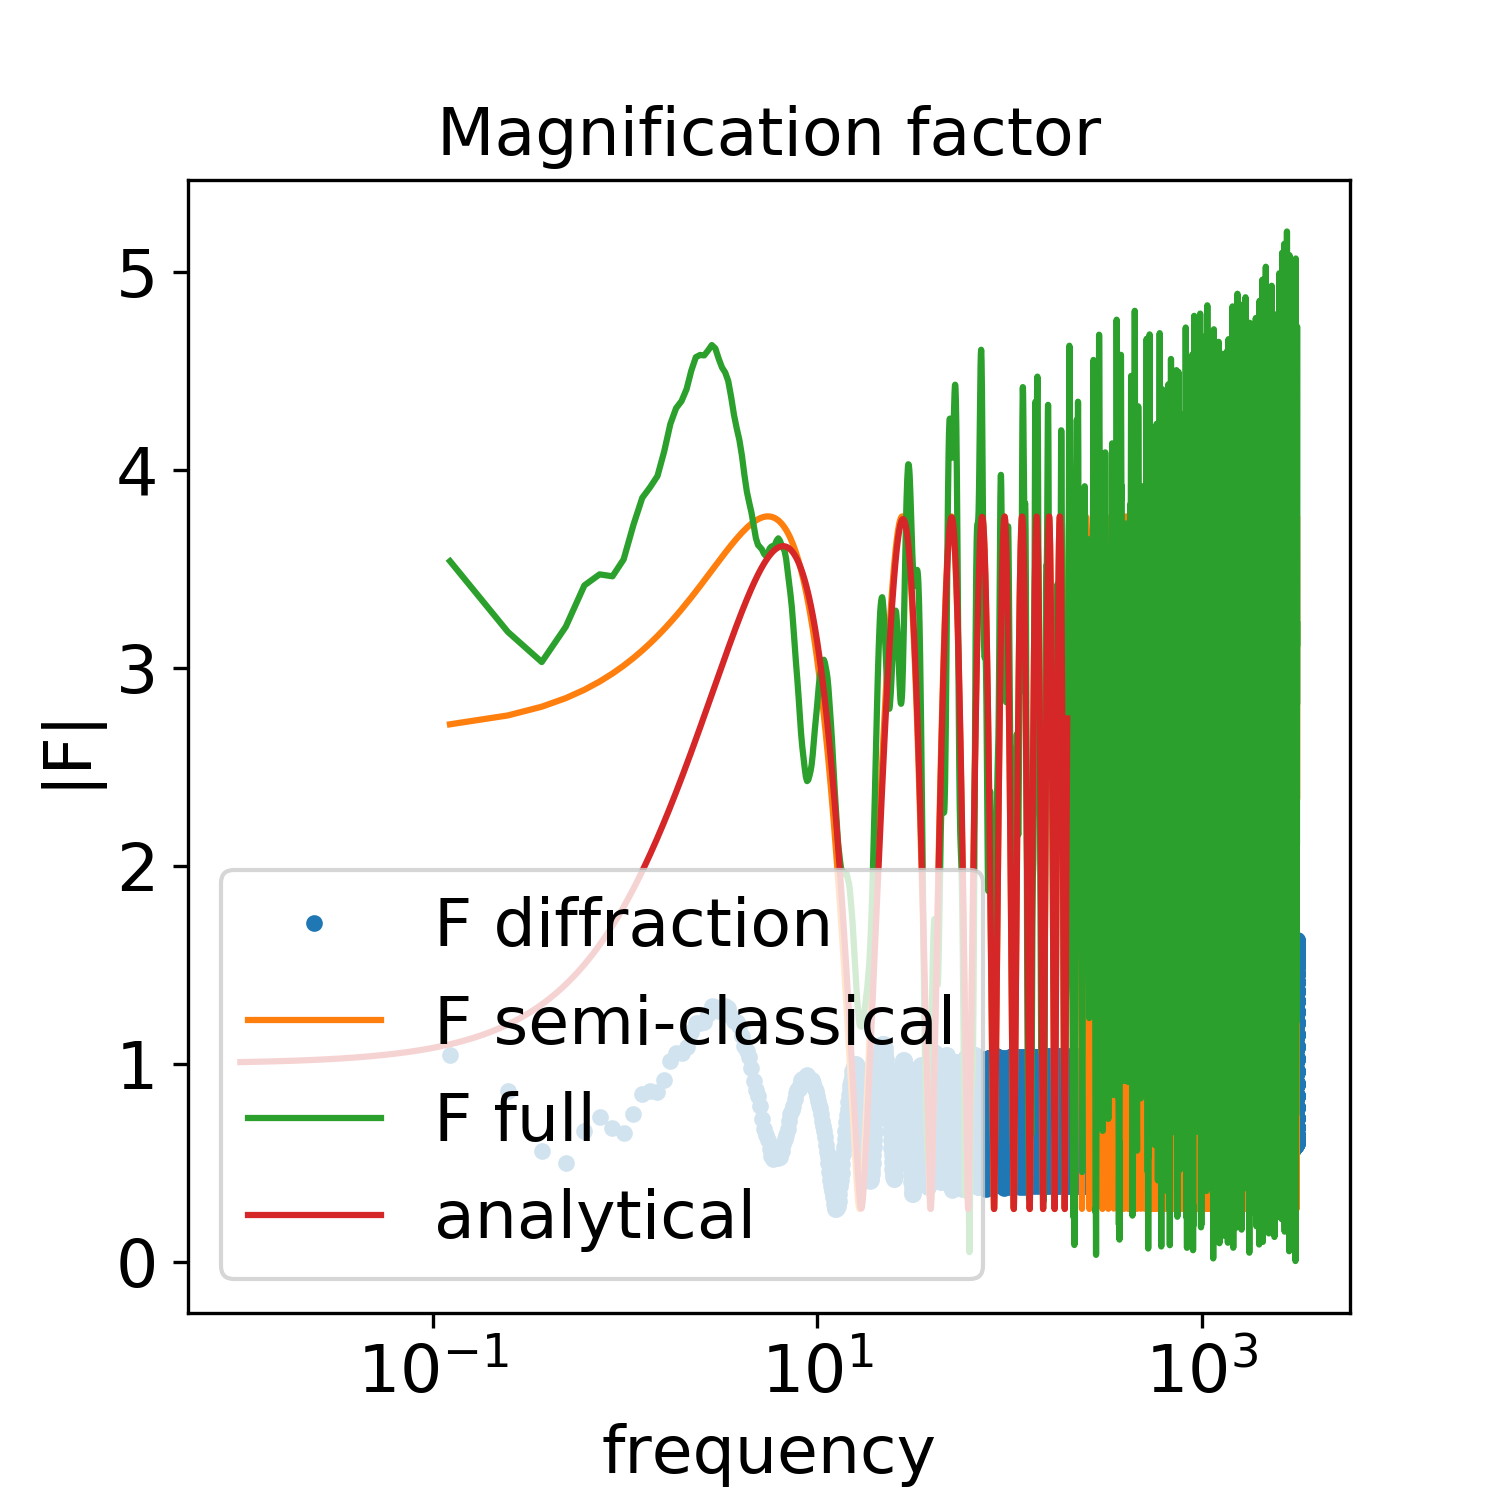 Magnification factor
5
4
3
2
1
0
|F|
F diffraction
F semi-classical
F full
analytical
10⁻¹ 10¹ 10³
frequency